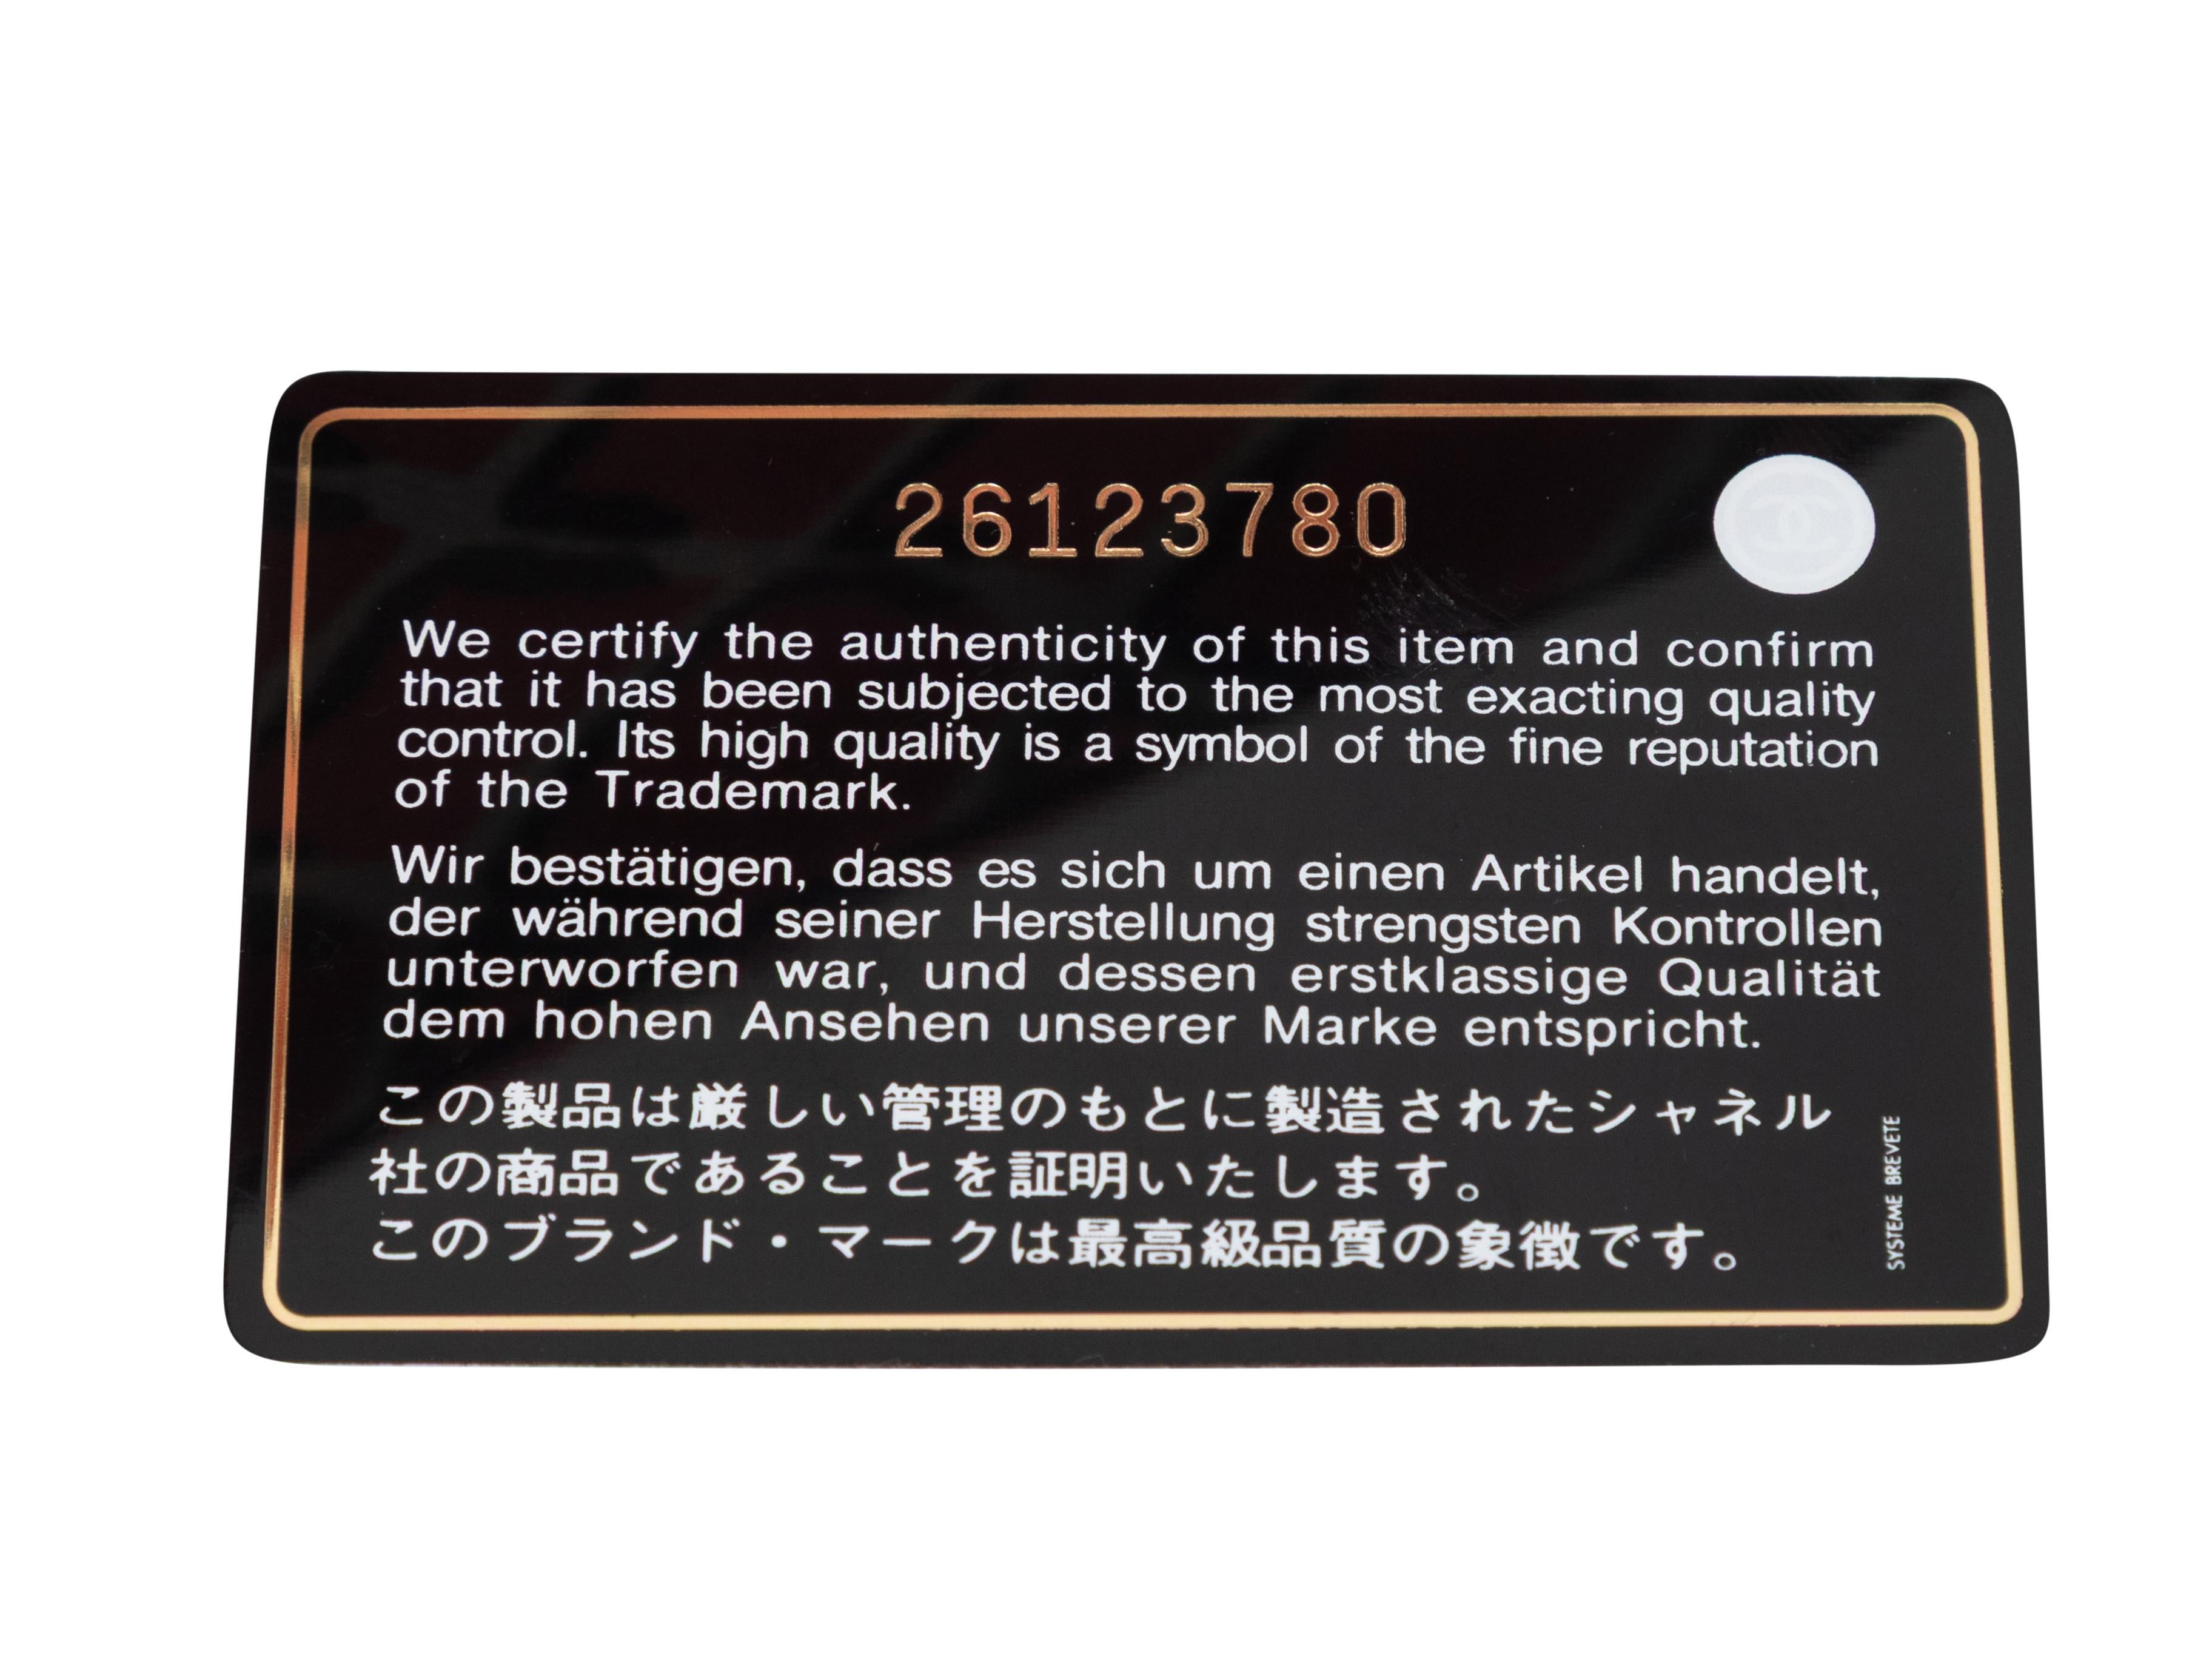 26123780
We certify the authenticity of this item and confirm
that it has been subjected to the most exacting quality
control. Its high quality is a symbol of the fine reputation
of the Trademark.
Wir bestätigen, dass es sich um einen Artikel handelt,
der während seiner Herstellung strengsten Kontrollen
unterworfen war, und dessen erstklassige Qualität
dem hohen Ansehen unserer Marke entspricht.
この製品は厳しい管理のもとに製造されたシャネル
社の商品であることを証明いたします。
このブランド・マークは最高級品質の象徴です。
SYSTEME BREVETE